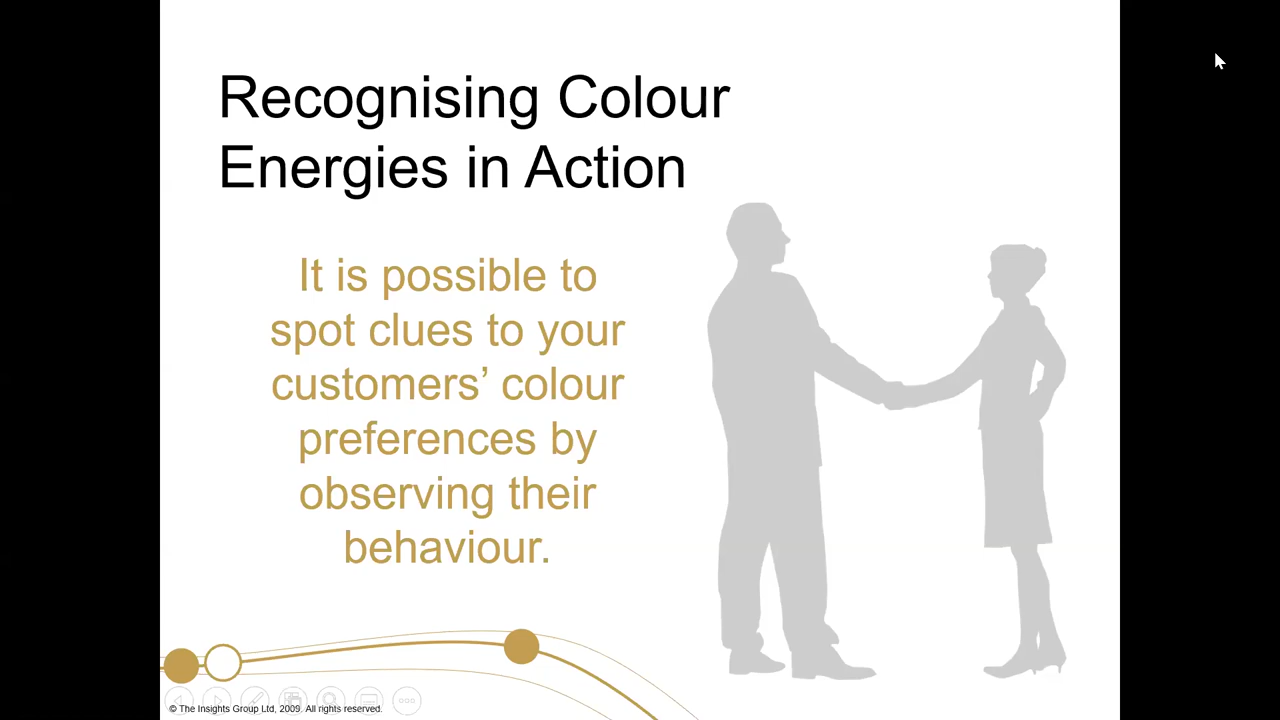 Recognising Colour
Energies in Action
It is possible to
spot clues to your
customers’ colour
preferences by
observing their
behaviour.
© The Insights Group Ltd, 2009. All rights reserved.